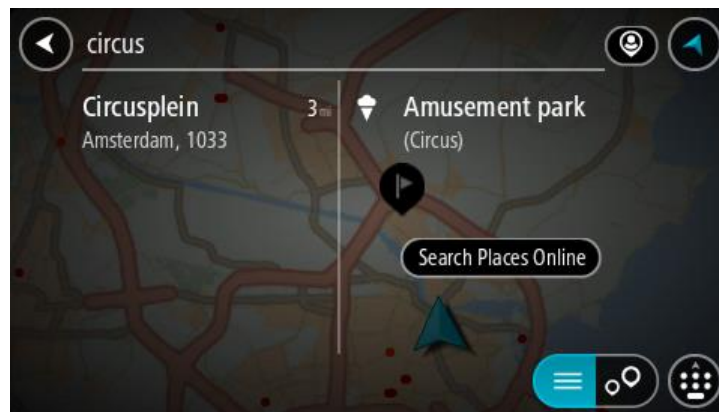 circus
Circusplein 3 mi
Amsterdam, 1033
Amusement park
(Circus)
Search Places Online